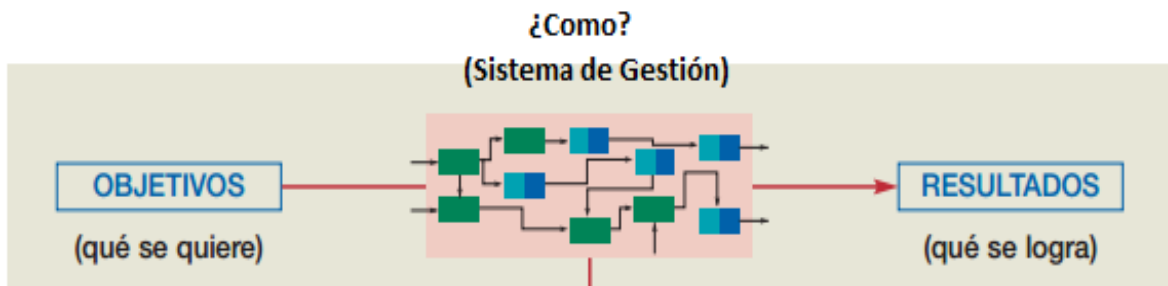 ¿Como?
(Sistema de Gestión)
OBJETIVOS
(qué se quiere)
RESULTADOS
(qué se logra)